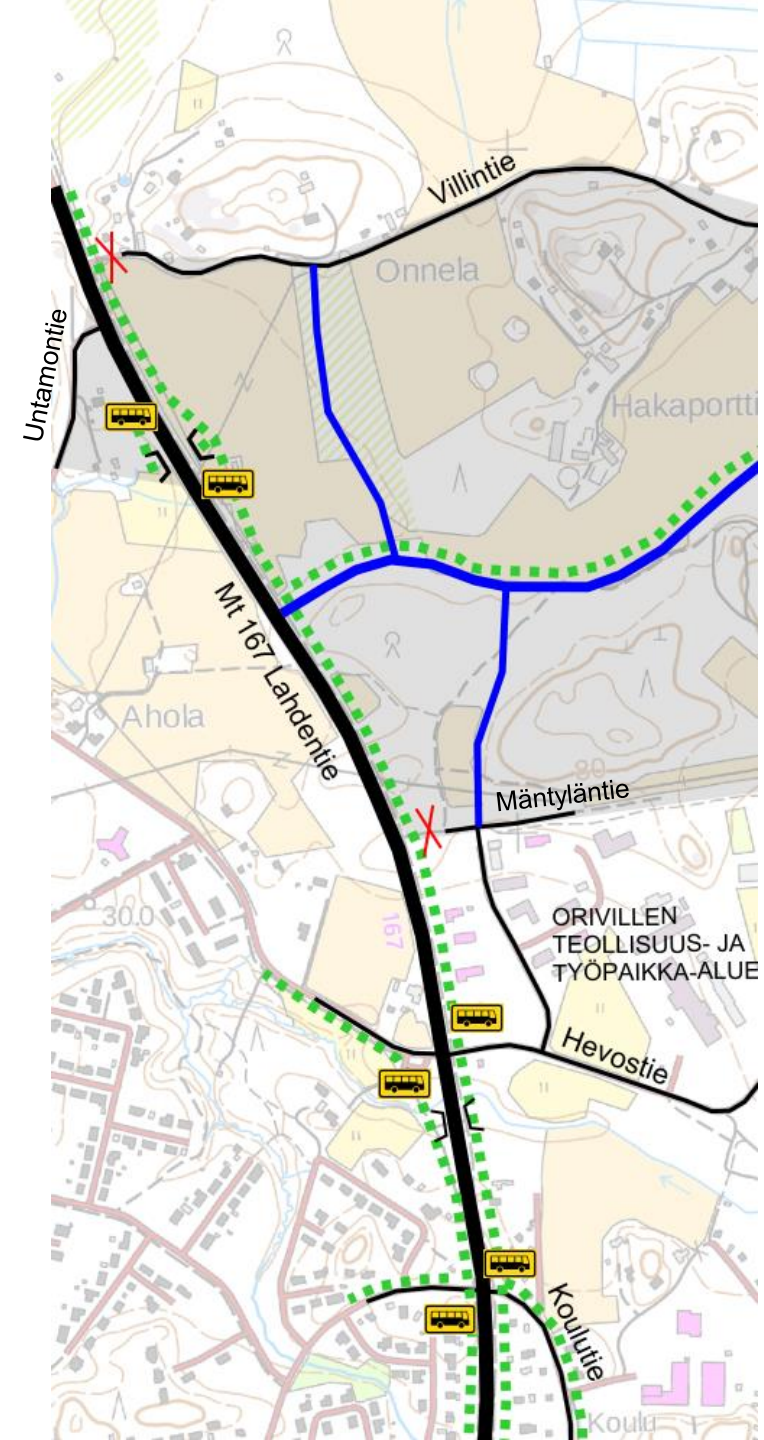 Villintie
Onnela
Untamontie
Hakaportti
Mt 167 Lahdentie
Ahola
Mäntyläntie
30.0
167
ORIVILLEN
TEOLLISUUS- JA
TYÖPAIKKA-ALUE
Hevostie
Koulutie
Koulu